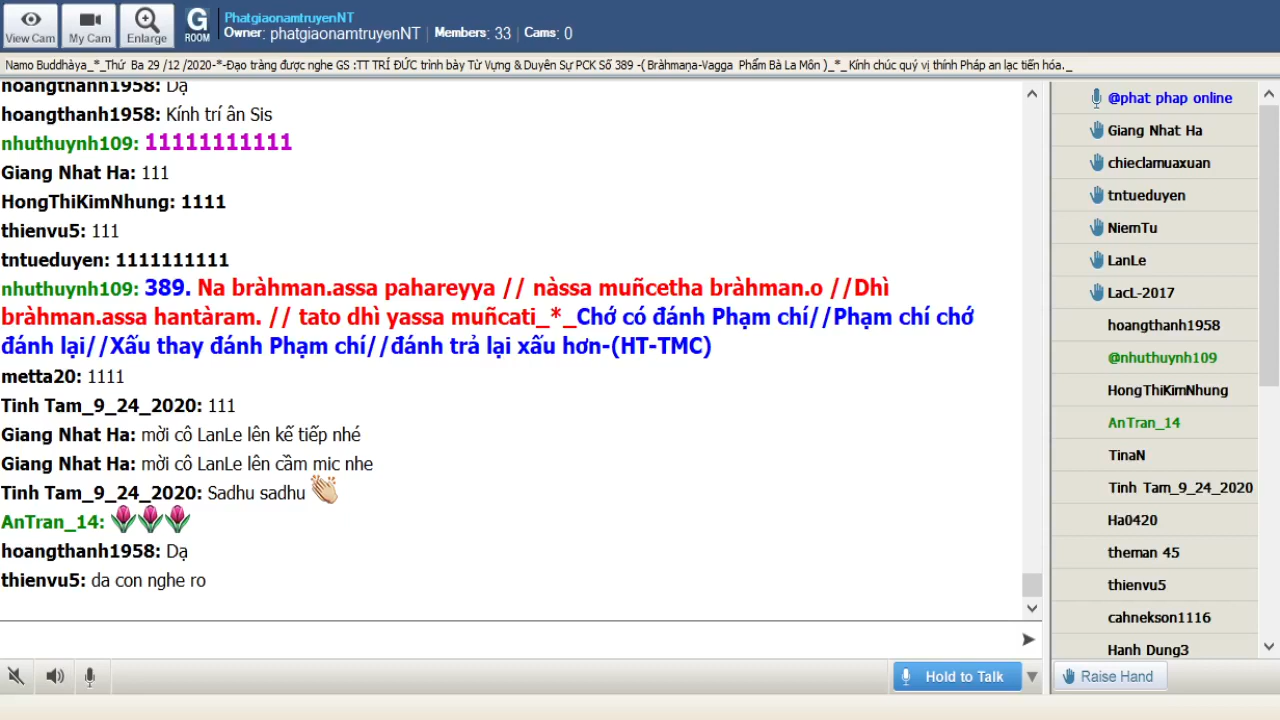 View Cam
My Cam
Enlarge
G
ROOM
PhatgiaonamtruyenNT
Owner: phatgiaonamtruyenNT | Members: 33 | Cams: 0
Namo Buddhàya_*_Thứ Ba 29 /12 /2020-*-Đạo tràng được nghe GS :TT TRÍ ĐỨC trình bày Từ Vựng & Duyên Sự PCK Số 389 -( Bràhmaṇa-Vagga Phẩm Bà La Môn )_*_ Kính chúc quý vị thính Pháp an lạc tiến hóa._
hoangthanh1958: Dạ
hoangthanh1958: Kính trí ân Sis
nhuthuynh109: 11111111111
Giang Nhat Ha: 111
HongThiKimNhung: 1111
thienvu5: 111
tntueduyen: 1111111111
nhuthuynh109: 389. Na bràhman.assa pahareyya // nàssa muñcetha bràhman.o //Dhì
bràhman.assa hantàram. // tato dhì yassa muñcati_*_Chớ có đánh Phạm chí//Phạm chí chớ
đánh lại//Xấu thay đánh Phạm chí//đánh trả lại xấu hơn-(HT-TMC)
metta20: 1111
Tinh Tam_9_24_2020: 111
Giang Nhat Ha: mời cô LanLe lên kế tiếp nhé
Giang Nhat Ha: mời cô LanLe lên cầm mic nhe
Tinh Tam_9_24_2020: Sadhu sadhu
AnTran_14:
hoangthanh1958: Dạ
thienvu5: da con nghe ro
Hold to Talk
@phat phap online
Giang Nhat Ha
chieclamuaxuan
tntueduyen
NiemTu
LanLe
LacL-2017
hoangthanh1958
@nhuthuynh109
HongThiKimNhung
AnTran_14
TinaN
Tinh Tam_9_24_2020
Ha0420
theman 45
thienvu5
cahnekson1116
Hanh Dung3
Raise Hand